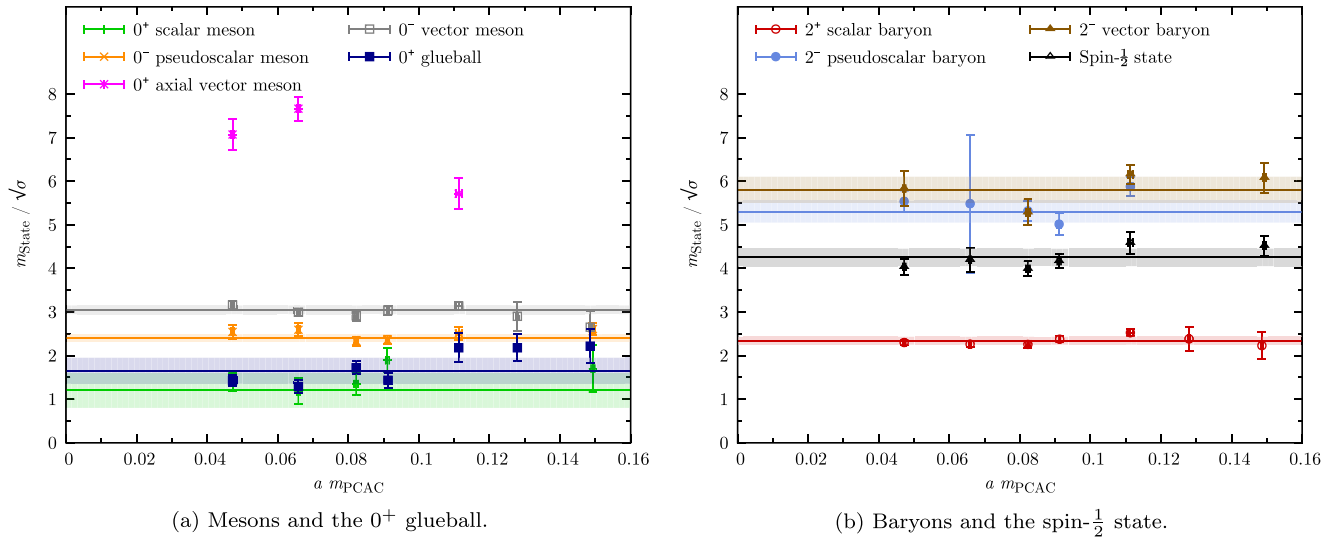 0⁺ scalar meson
0⁻ pseudoscalar meson
0⁺ axial vector meson
0⁻ vector meson
0⁺ glueball
m_State / √σ
8
7
6
5
4
3
2
1
0
0 0.02 0.04 0.06 0.08 0.1 0.12 0.14 0.16
a m_PCAC
(a) Mesons and the 0⁺ glueball.
2⁺ scalar baryon
2⁻ pseudoscalar baryon
2⁻ vector baryon
Spin-½ state
m_State / √σ
8
7
6
5
4
3
2
1
0
0 0.02 0.04 0.06 0.08 0.1 0.12 0.14 0.16
a m_PCAC
(b) Baryons and the spin-½ state.